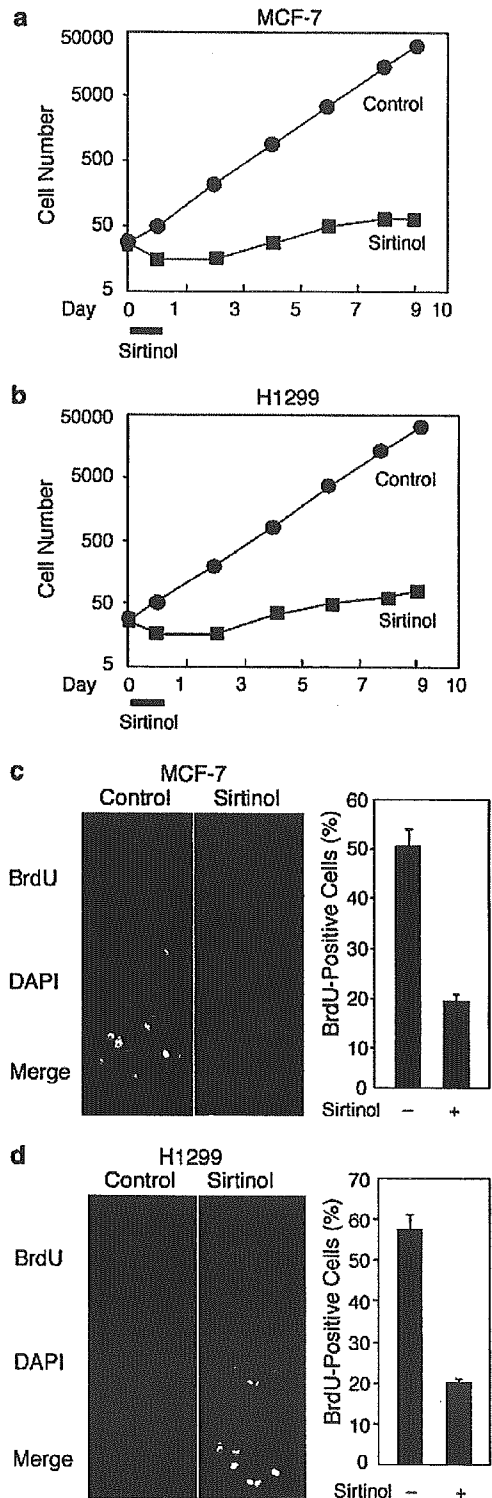 a
MCF-7
50000
5000
500
50
5
Cell Number
Control
Sirtinol
Day 0 1 3 5 7 9 10
Sirtinol
b
H1299
50000
5000
500
50
5
Cell Number
Control
Sirtinol
Day 0 1 3 5 7 9 10
Sirtinol
c
MCF-7
Control Sirtinol
BrdU
DAPI
Merge
BrdU-Positive Cells (%)
60
50
40
30
20
10
0
Sirtinol – +
d
H1299
Control Sirtinol
BrdU
DAPI
Merge
BrdU-Positive Cells (%)
70
60
50
40
30
20
10
0
Sirtinol – +